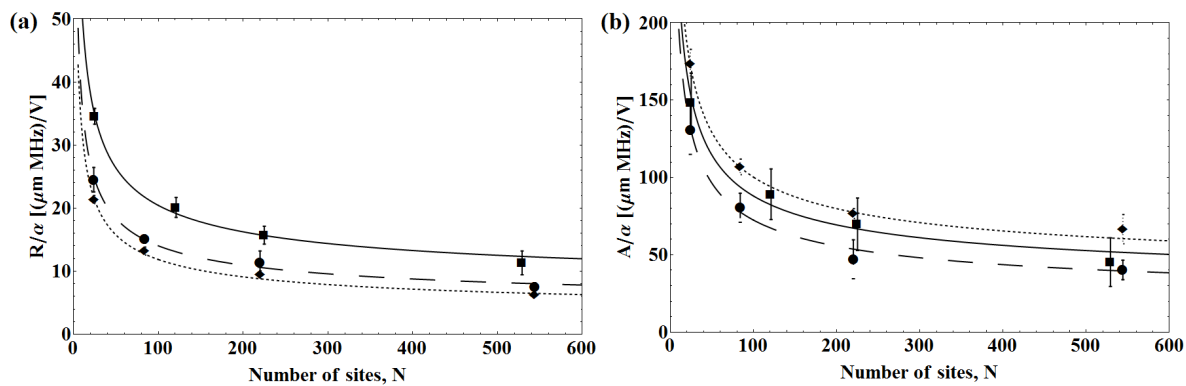 (a)
R/α [(μm MHz)/V]
50
40
30
20
10
0
0 100 200 300 400 500 600
Number of sites, N
(b)
A/α [(μm MHz)/V]
200
150
100
50
0
0 100 200 300 400 500 600
Number of sites, N